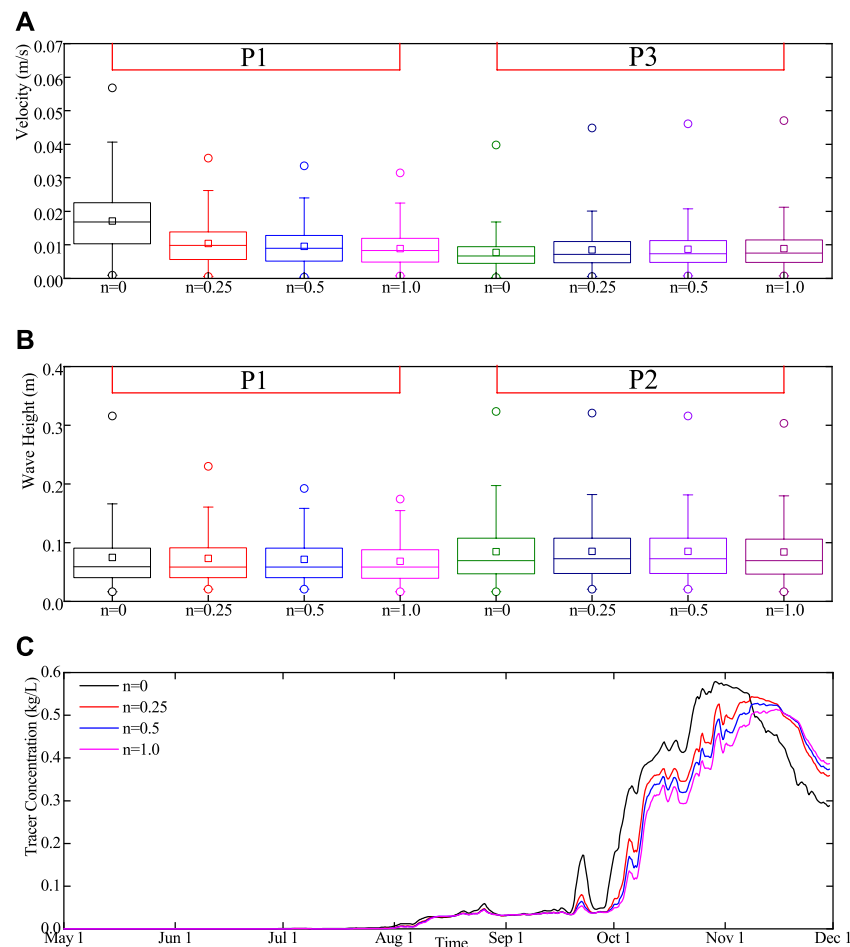 A
Velocity (m/s)
0.07
0.06
0.05
0.04
0.03
0.02
0.01
0.00
P1
P3
n=0 n=0.25 n=0.5 n=1.0 n=0 n=0.25 n=0.5 n=1.0
B
Wave Height (m)
0.4
0.3
0.2
0.1
0.0
P1
P2
n=0 n=0.25 n=0.5 n=1.0 n=0 n=0.25 n=0.5 n=1.0
C
Tracer Concentration (kg/L)
0.6
0.5
0.4
0.3
0.2
0.1
0.0
n=0
n=0.25
n=0.5
n=1.0
May 1 Jun 1 Jul 1 Aug 1 Sep 1 Oct 1 Nov 1 Dec 1
Time